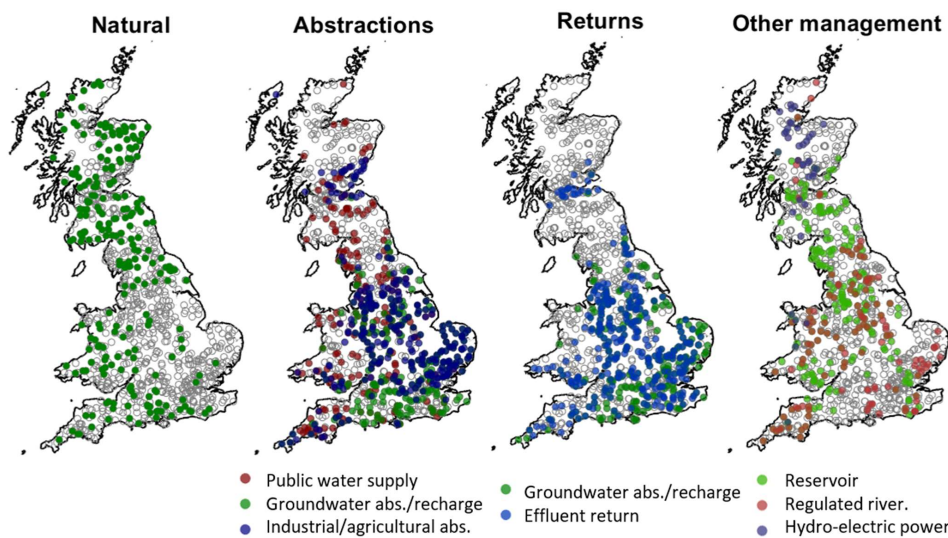 Natural
Abstractions
Returns
Other management
Public water supply
Groundwater abs./recharge
Industrial/agricultural abs.
Groundwater abs./recharge
Effluent return
Reservoir
Regulated river.
Hydro-electric power